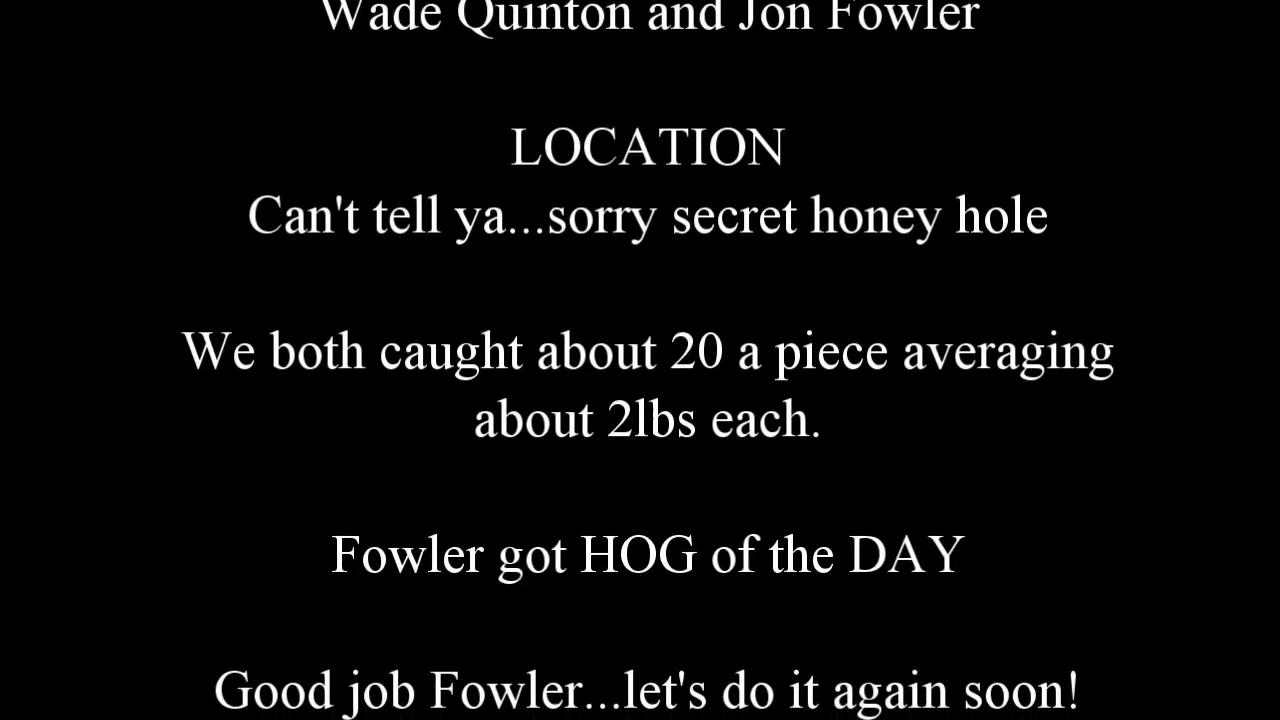 Wade Quinton and Jon Fowler
LOCATION
Can't tell ya...sorry secret honey hole
We both caught about 20 a piece averaging
about 2lbs each.
Fowler got HOG of the DAY
Good job Fowler...let's do it again soon!